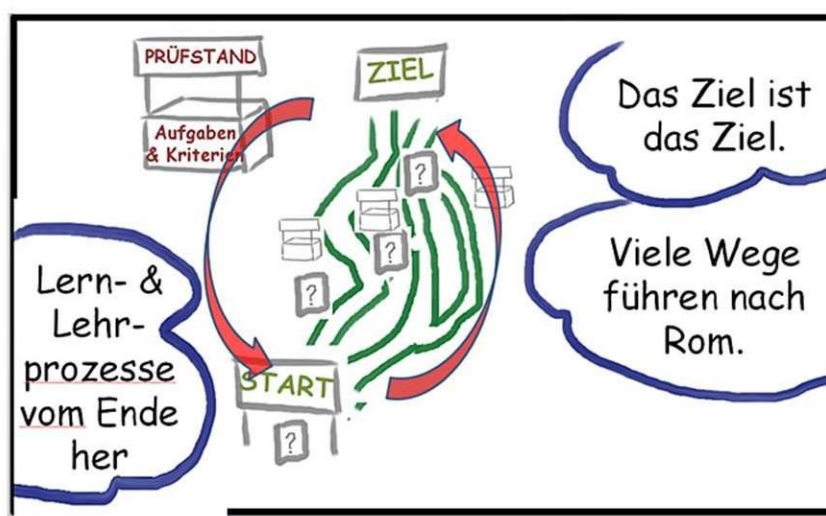 PRÜFSTAND
Aufgaben
& Kriterien
ZIEL
?
?
?
START
?
Das Ziel ist
das Ziel.
Viele Wege
führen nach
Rom.
Lern- &
Lehr-
prozesse
vom Ende
her